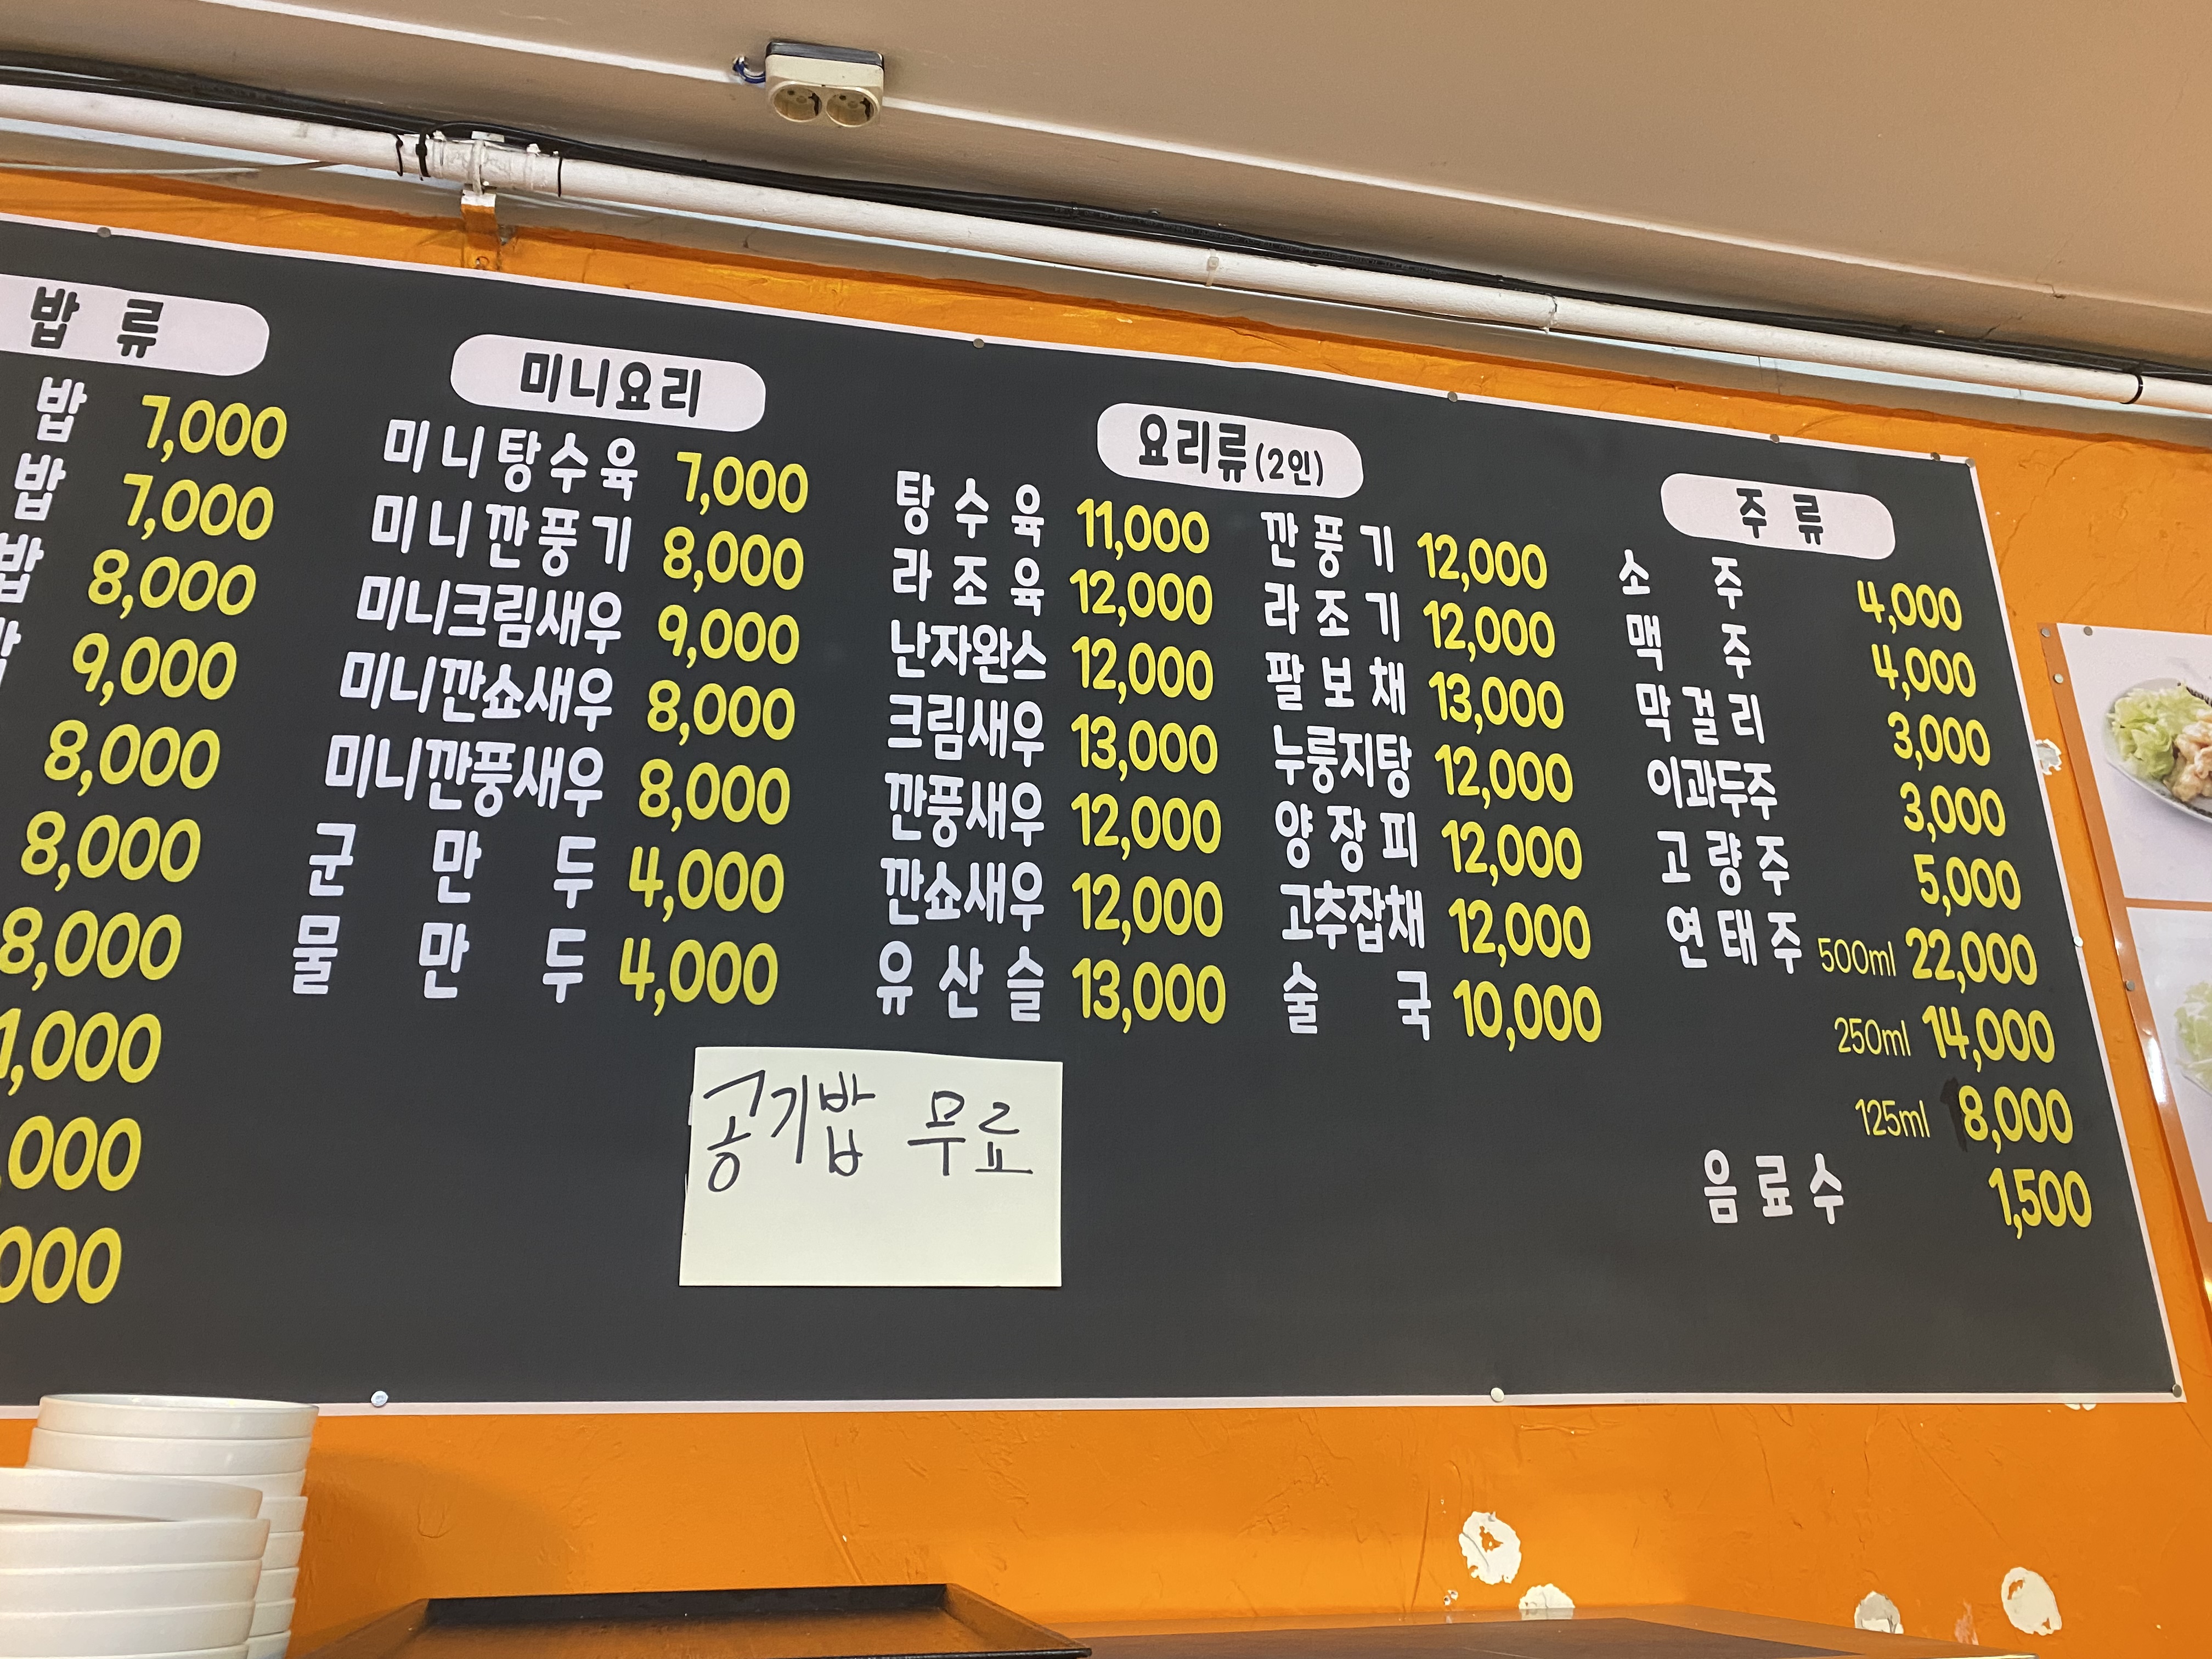 밥 류
밥 7,000
밥 7,000
밥 8,000
9,000
8,000
8,000
8,000
미니요리
미니탕수육 7,000
미니깐풍기 8,000
미니크림새우 9,000
미니깐쇼새우 8,000
미니깐풍새우 8,000
군 만 두 4,000
물 만 두 4,000
요리류(2인)
탕 수 육 11,000
라 조 육 12,000
난자완스 12,000
크림새우 13,000
깐풍새우 12,000
깐쇼새우 12,000
유 산 슬 13,000
깐 풍 기 12,000
라 조 기 12,000
팔 보 채 13,000
누룽지탕 12,000
양 장 피 12,000
고추잡채 12,000
술 국 10,000
주 류
소 주 4,000
맥 주 4,000
막 걸 리 3,000
이과두주 3,000
고 량 주 5,000
연 태 주 500ml 22,000
250ml 14,000
125ml 8,000
음 료 수 1,500
공기밥 무료